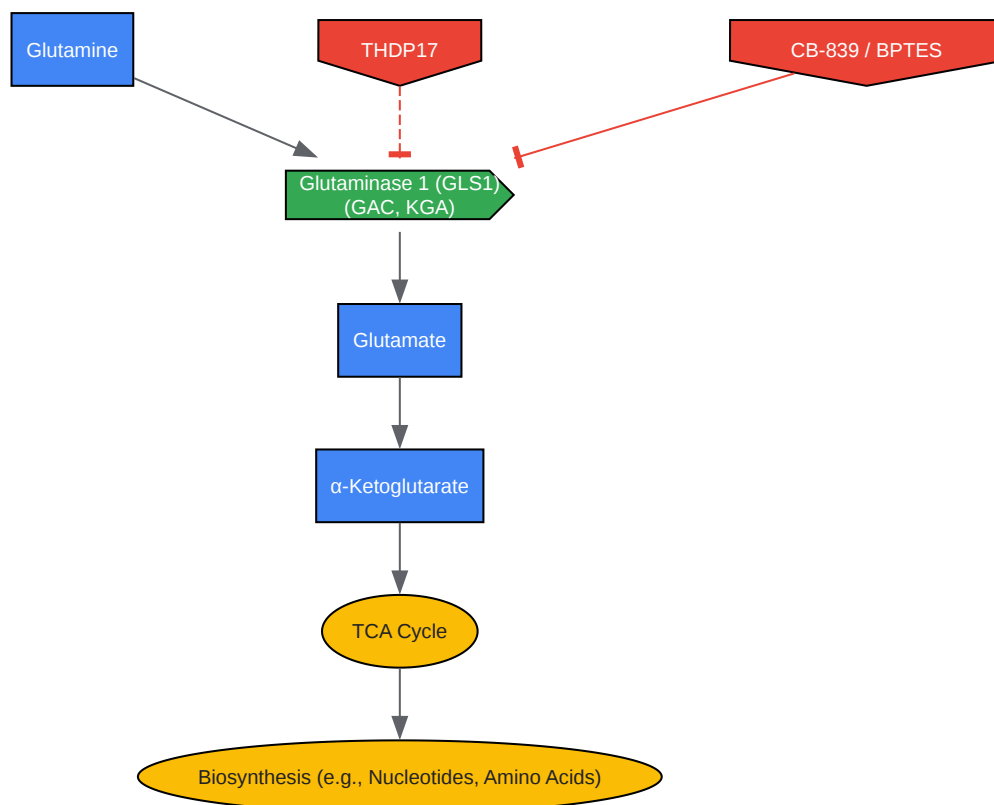 Glutamine
THDP17
CB-839 / BPTES
Glutaminase 1 (GLS1)
(GAC, KGA)
Glutamate
α-Ketoglutarate
TCA Cycle
Biosynthesis (e.g., Nucleotides, Amino Acids)